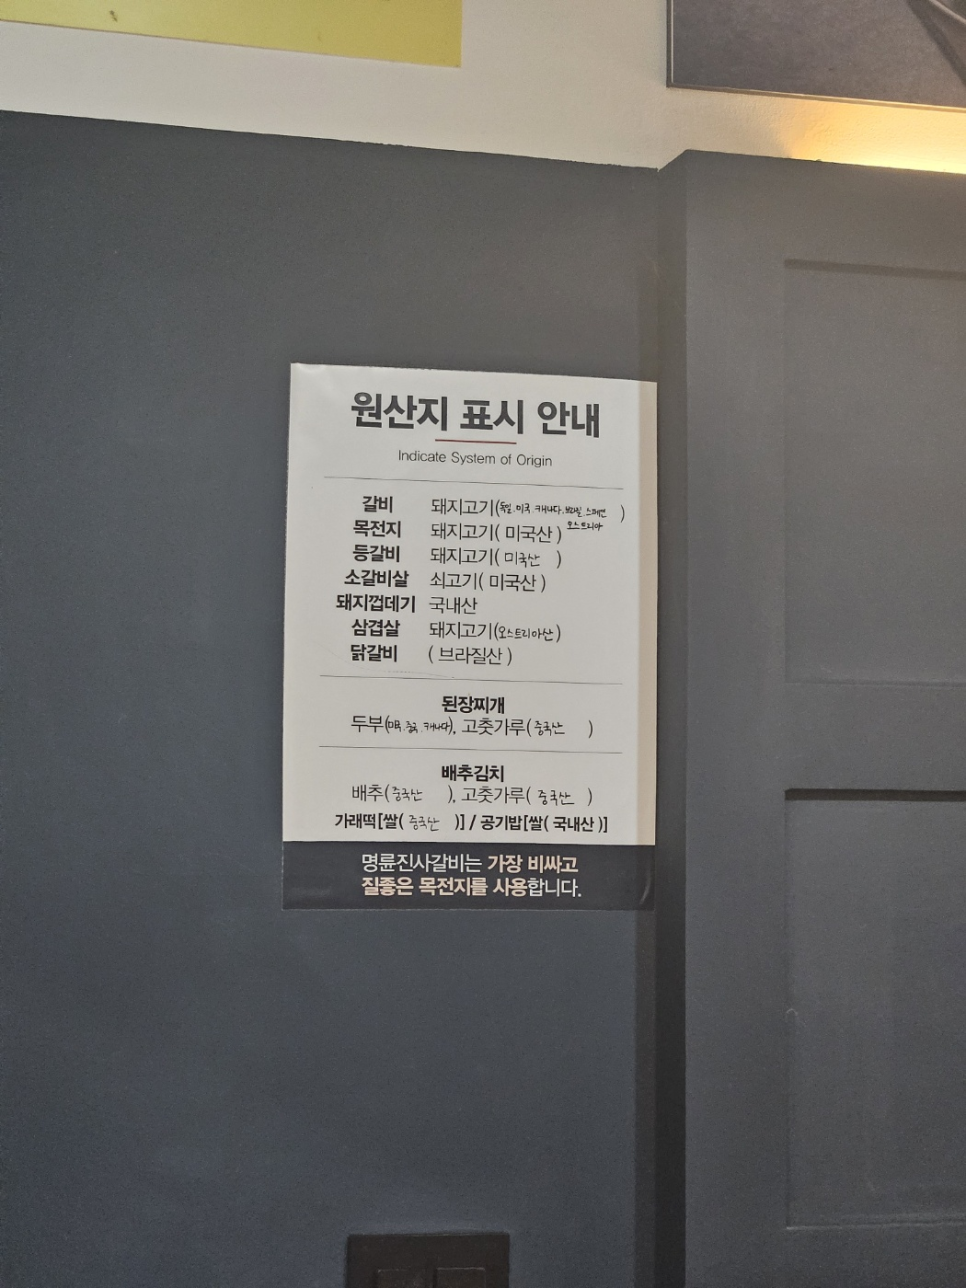 원산지 표시 안내
Indicate System of Origin
갈비 돼지고기(독일.미국.캐나다.브라질.스페인 )
오스트리아
목전지 돼지고기( 미국산 )
등갈비 돼지고기( 미국산 )
소갈비살 쇠고기( 미국산 )
돼지껍데기 국내산
삼겹살 돼지고기(오스트리아산)
닭갈비 ( 브라질산 )
된장찌개
두부(미국.중국.캐나다), 고춧가루( 중국산 )
배추김치
배추( 중국산 ), 고춧가루( 중국산 )
가래떡[쌀( 중국산 )] / 공기밥[쌀( 국내산 )]
명륜진사갈비는 가장 비싸고
질좋은 목전지를 사용합니다.